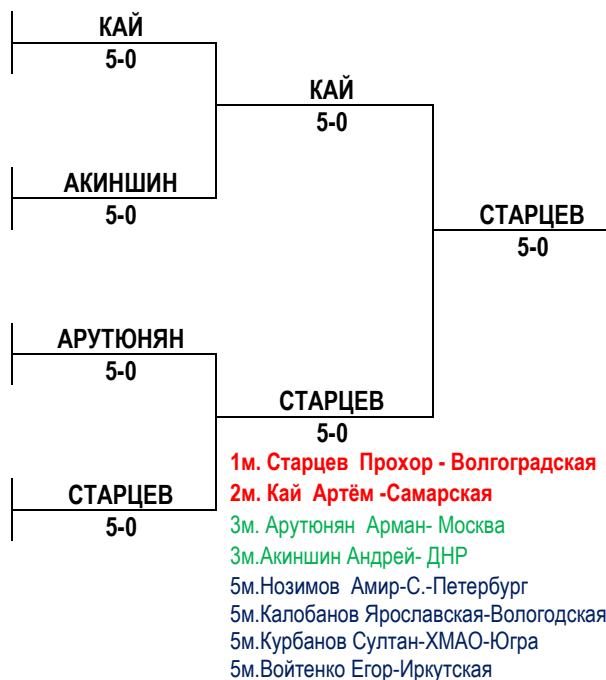 КАЙ
5-0
КАЙ
5-0
АКИНШИН
5-0
СТАРЦЕВ
5-0
АРУТЮНЯН
5-0
СТАРЦЕВ
5-0
СТАРЦЕВ
5-0
1м. Старцев Прохор - Волгоградская
2м. Кай Артём -Самарская
3м. Арутюнян Арман- Москва
3м.Акиншин Андрей- ДНР
5м.Нозимов Амир-С.-Петербург
5м.Калобанов Ярославская-Вологодская
5м.Курбанов Султан-ХМАО-Югра
5м.Войтенко Егор-Иркутская